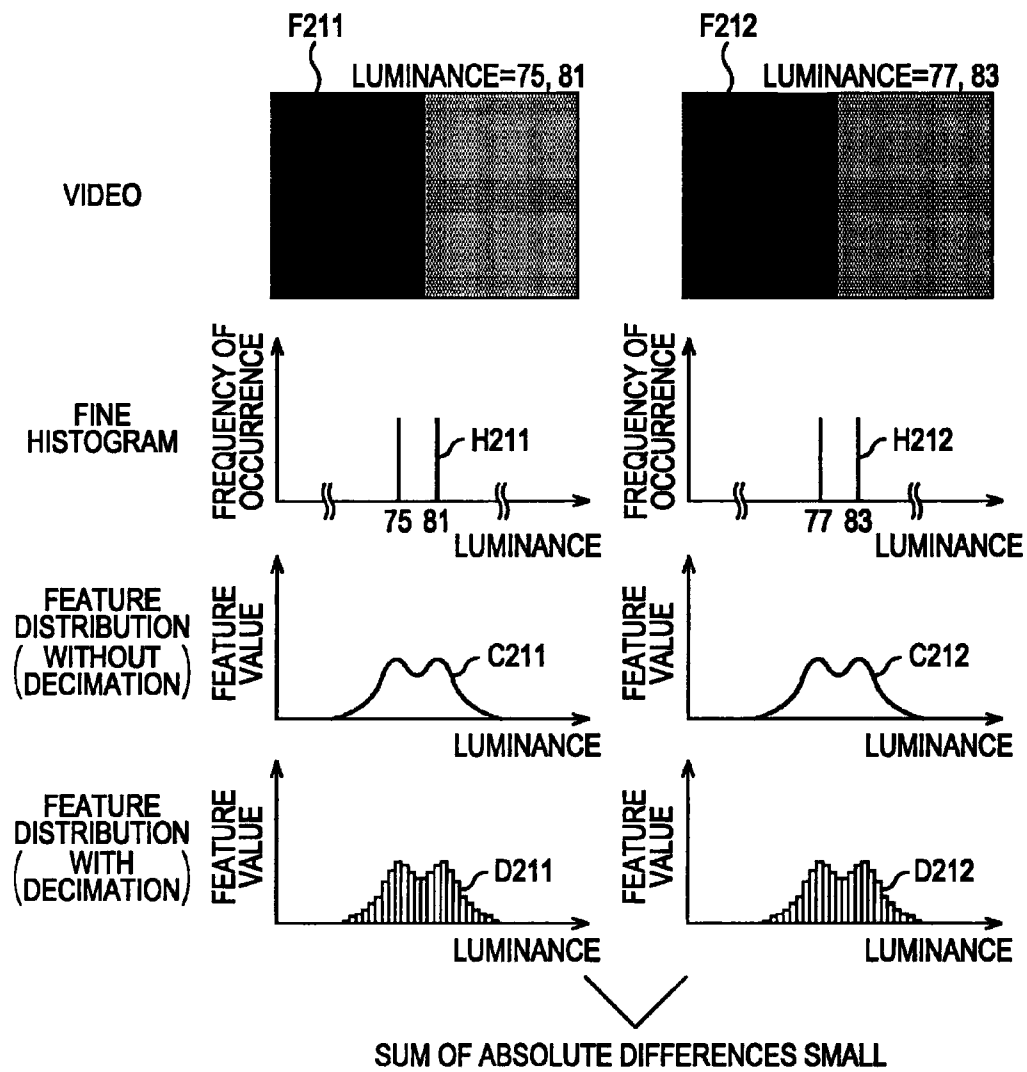 F211
F212
LUMINANCE=75, 81
LUMINANCE=77, 83
VIDEO
FINE
HISTOGRAM
FREQUENCY OF
OCCURRENCE
H211
75 81
LUMINANCE
FREQUENCY OF
OCCURRENCE
H212
77 83
LUMINANCE
FEATURE
DISTRIBUTION
(WITHOUT
DECIMATION)
FEATURE
VALUE
C211
LUMINANCE
FEATURE
VALUE
C212
LUMINANCE
FEATURE
DISTRIBUTION
(WITH
DECIMATION)
FEATURE
VALUE
D211
LUMINANCE
FEATURE
VALUE
D212
LUMINANCE
SUM OF ABSOLUTE DIFFERENCES SMALL